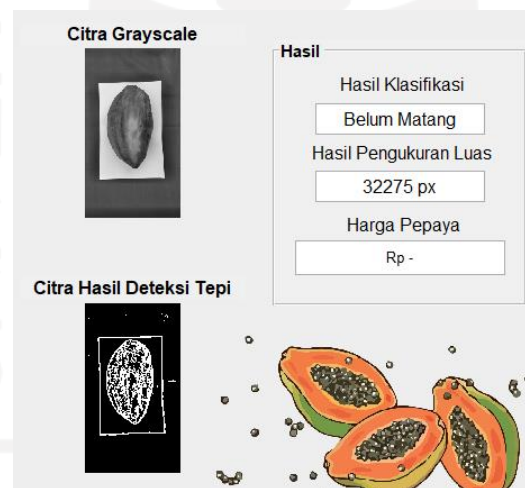 Citra Grayscale
Hasil
Hasil Klasifikasi
Belum Matang
Hasil Pengukuran Luas
32275 px
Harga Pepaya
Rp -
Citra Hasil Deteksi Tepi